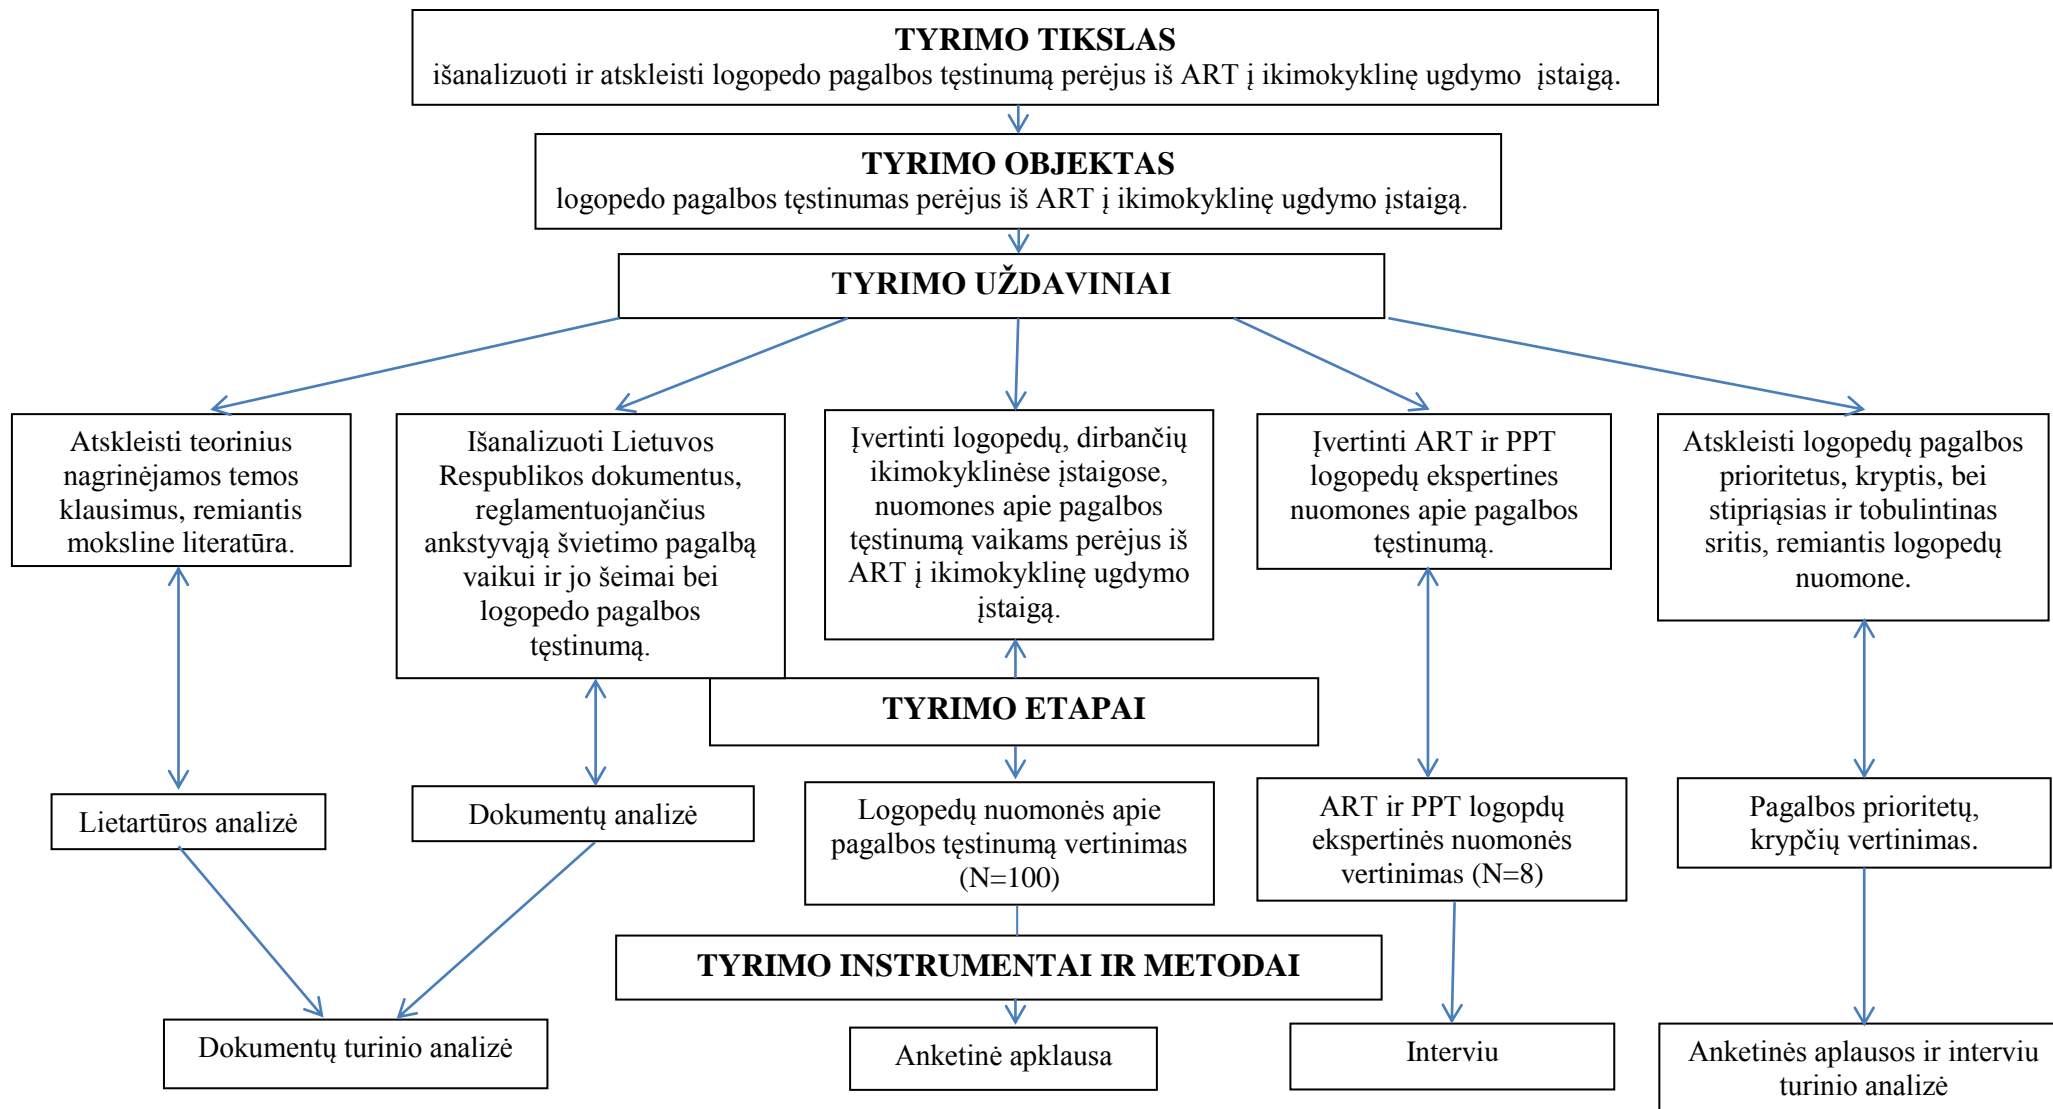 TYRIMO TIKSLAS
išanalizuoti ir atskleisti logopedo pagalbos tęstinumą perėjus iš ART į ikimokyklinę ugdymo įstaigą.
TYRIMO OBJEKTAS
logopedo pagalbos tęstinumas perėjus iš ART į ikimokyklinę ugdymo įstaigą.
TYRIMO UŽDAVINIAI
Atskleisti teorinius
nagrinėjamos temos
klausimus, remiantis
moksline literatūra.
Išanalizuoti Lietuvos
Respublikos dokumentus,
reglamentuojančius
ankstyvąją švietimo pagalbą
vaikui ir jo šeimai bei
logopedo pagalbos
tęstinumą.
Įvertinti logopedų, dirbančių
ikimokyklinėse įstaigose,
nuomones apie pagalbos
tęstinumą vaikams perėjus iš
ART į ikimokyklinę ugdymo
įstaigą.
Įvertinti ART ir PPT
logopedų ekspertines
nuomones apie pagalbos
tęstinumą.
Atskleisti logopedų pagalbos
prioritetus, kryptis, bei
stipriąsias ir tobulintinas
sritis, remiantis logopedų
nuomone.
TYRIMO ETAPAI
Lietartūros analizė
Dokumentų analizė
Logopedų nuomonės apie
pagalbos tęstinumą vertinimas
(N=100)
ART ir PPT logopdų
ekspertinės nuomonės
vertinimas (N=8)
Pagalbos prioritetų,
krypčių vertinimas.
TYRIMO INSTRUMENTAI IR METODAI
Dokumentų turinio analizė
Anketinė apklausa
Interviu
Anketinės aplausos ir interviu
turinio analizė